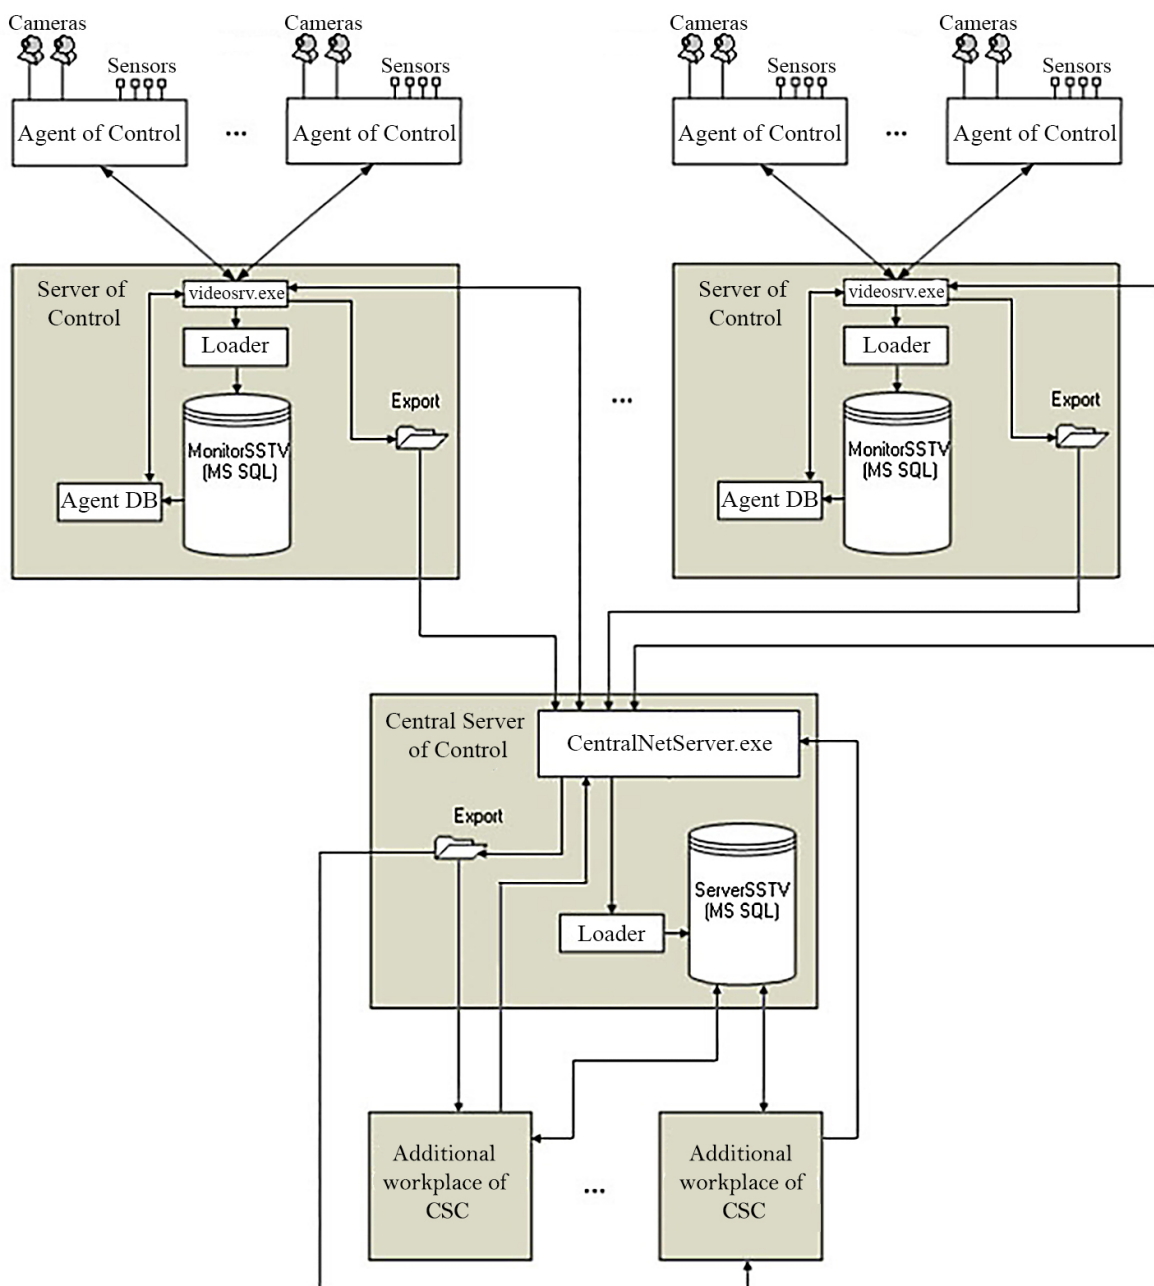 Cameras
Cameras
Cameras
Cameras
Sensors
Sensors
Sensors
Sensors
Agent of Control
...
Agent of Control
Agent of Control
...
Agent of Control
Server of
Control
videosrv.exe
Loader
MonitorSSTV
(MS SQL)
Agent DB
Export
...
Server of
Control
videosrv.exe
Loader
MonitorSSTV
(MS SQL)
Agent DB
Export
Central Server
of Control
CentralNetServer.exe
Export
Loader
ServerSSTV
(MS SQL)
Additional
workplace of
CSC
...
Additional
workplace of
CSC